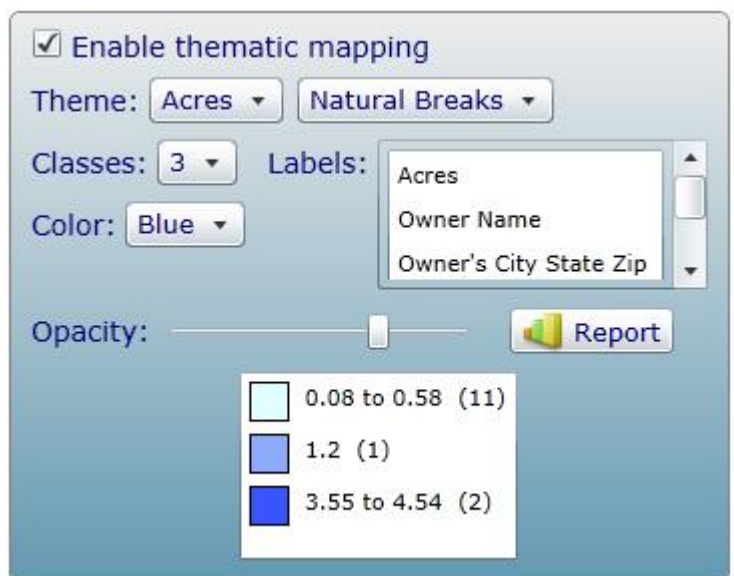 Enable thematic mapping
Theme: Acres Natural Breaks
Classes: 3 Labels:
Acres
Owner Name
Owner's City State Zip
Color: Blue
Opacity: Report
0.08 to 0.58 (11)
1.2 (1)
3.55 to 4.54 (2)